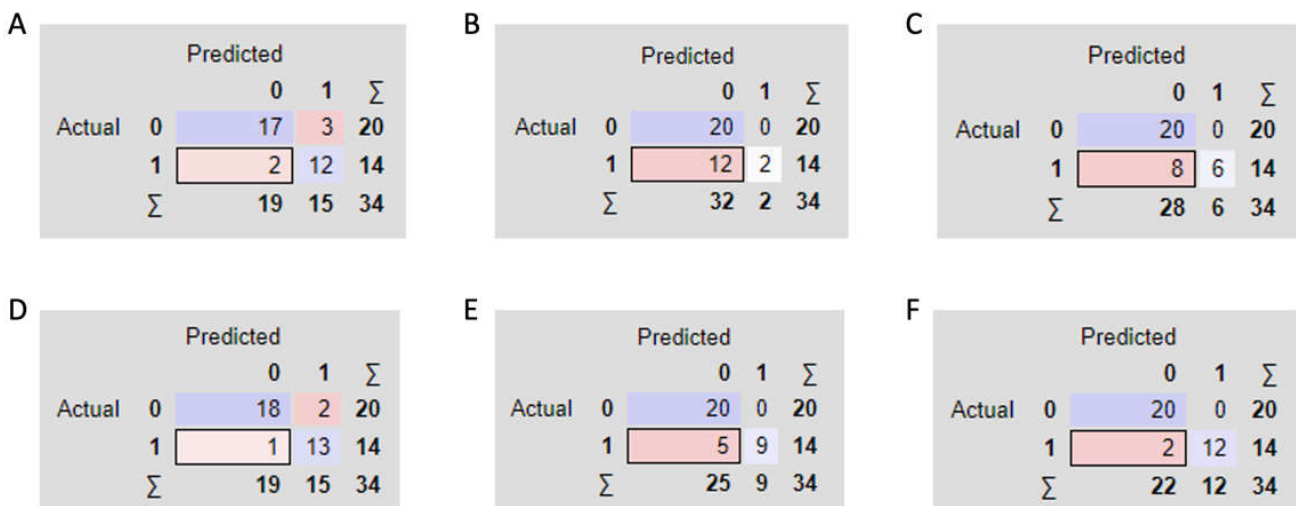 A
Predicted
0 1 ∑
Actual 0 17 3 20
1 2 12 14
∑ 19 15 34
B
Predicted
0 1 ∑
Actual 0 20 0 20
1 12 2 14
∑ 32 2 34
C
Predicted
0 1 ∑
Actual 0 20 0 20
1 8 6 14
∑ 28 6 34
D
Predicted
0 1 ∑
Actual 0 18 2 20
1 1 13 14
∑ 19 15 34
E
Predicted
0 1 ∑
Actual 0 20 0 20
1 5 9 14
∑ 25 9 34
F
Predicted
0 1 ∑
Actual 0 20 0 20
1 2 12 14
∑ 22 12 34